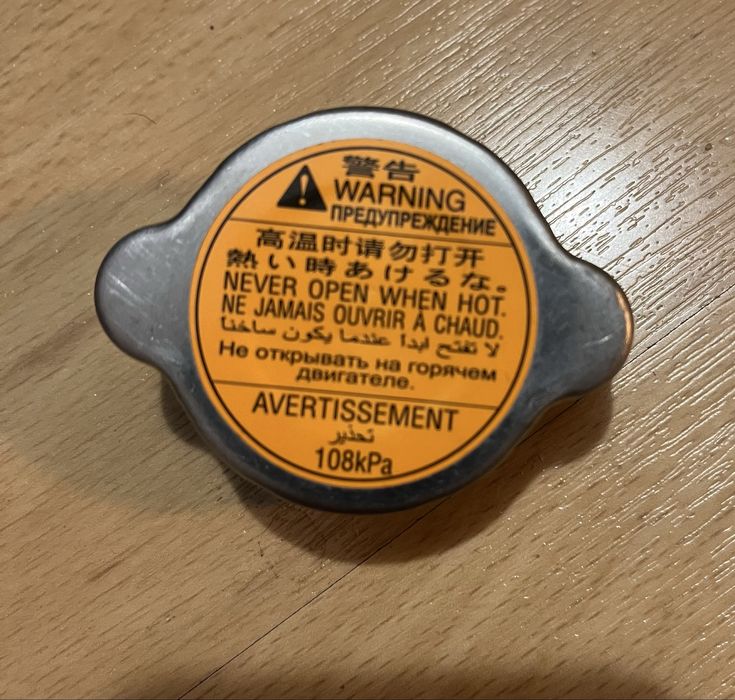 警告
WARNING
ПРЕДУПРЕЖДЕНИЕ
高温时请勿打开
熱い時あけるな。
NEVER OPEN WHEN HOT.
NE JAMAIS OUVRIR À CHAUD.
لا تفتح ابدا عندما يكون ساخنا
Не открывать на горячем
двигателе.
AVERTISSEMENT
تحذير
108kPa